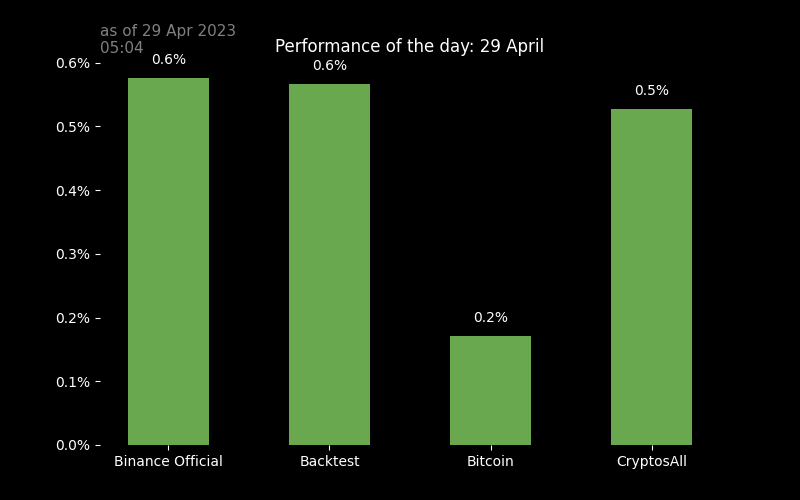 as of 29 Apr 2023
05:04
Performance of the day: 29 April
0.6%
0.5%
0.4%
0.3%
0.2%
0.1%
0.0%
0.6%
0.6%
0.2%
0.5%
Binance Official
Backtest
Bitcoin
CryptosAll